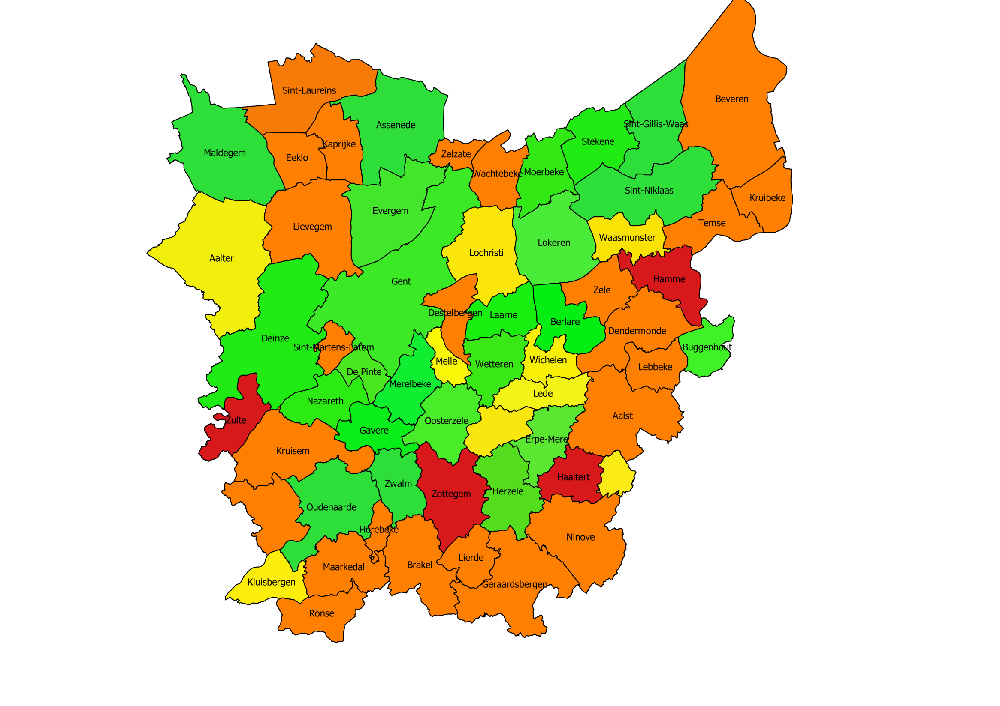 Sint-Laureins
Beveren
Assenede
Sint-Gillis-Waas
Stekene
Kaprijke
Maldegem
Zelzate
Eeklo
Moerbeke
Wachtebeke
Sint-Niklaas
Kruibeke
Evergem
Temse
Lievegem
Waasmunster
Lokeren
Lochristi
Aalter
Hamme
Gent
Zele
Destelbergen
Laarne
Berlare
Dendermonde
Deinze
Sint-Martens-Latem
Buggenhout
Wichelen
Melle
Wetteren
Lebbeke
De Pinte
Merelbeke
Lede
Nazareth
Aalst
Zulte
Oosterzele
Gavere
Erpe-Mere
Kruisem
Haaltert
Zwalm
Herzele
Zottegem
Oudenaarde
Horebeke
Ninove
Lierde
Brakel
Maarkedal
Kluisbergen
Geraardsbergen
Ronse